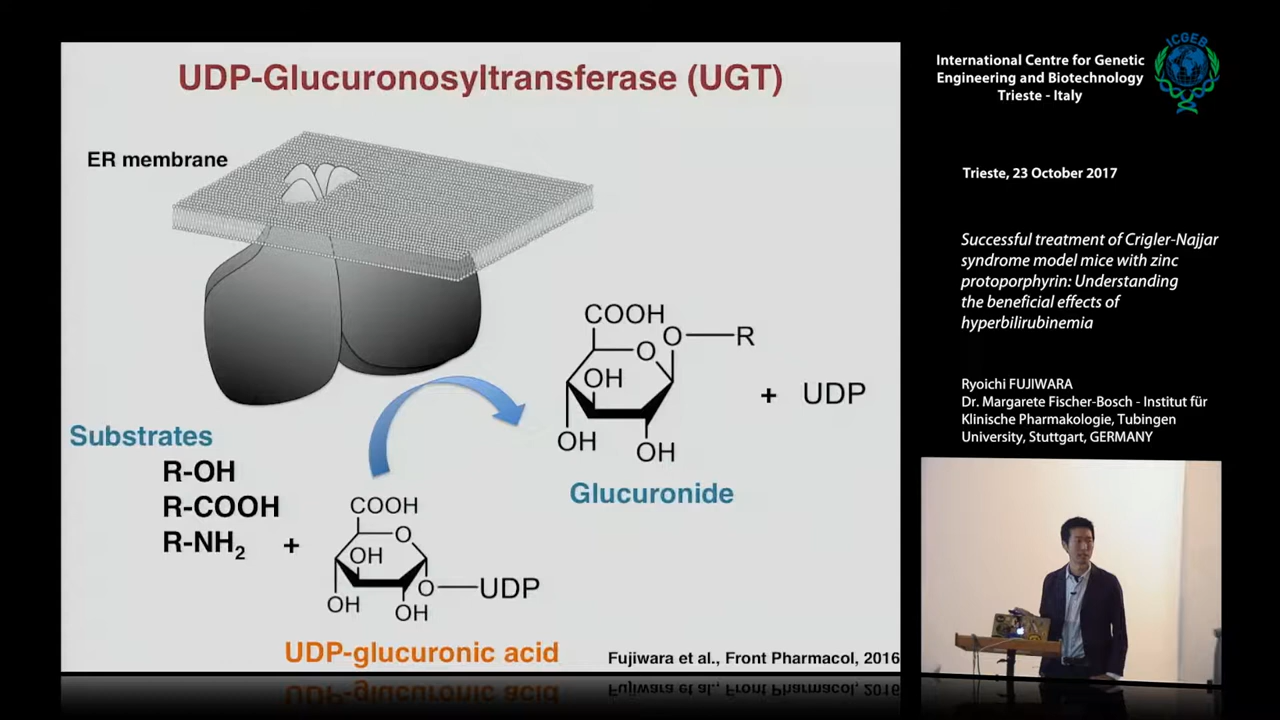 UDP-Glucuronosyltransferase (UGT)
ER membrane
COOH
O
O
R
OH
OH
OH
+
UDP
Glucuronide
Substrates
R-OH
R-COOH
R-NH2
+
COOH
O
OH
O
UDP
OH
OH
UDP-glucuronic acid
Fujiwara et al., Front Pharmacol, 2016
International Centre for Genetic
Engineering and Biotechnology
Trieste - Italy
ICGEB
Trieste, 23 October 2017
Successful treatment of Crigler-Najjar
syndrome model mice with zinc
protoporphyrin: Understanding
the beneficial effects of
hyperbilirubinemia
Ryoichi FUJIWARA
Dr. Margarete Fischer-Bosch - Institut für
Klinische Pharmakologie, Tubingen
University, Stuttgart, GERMANY